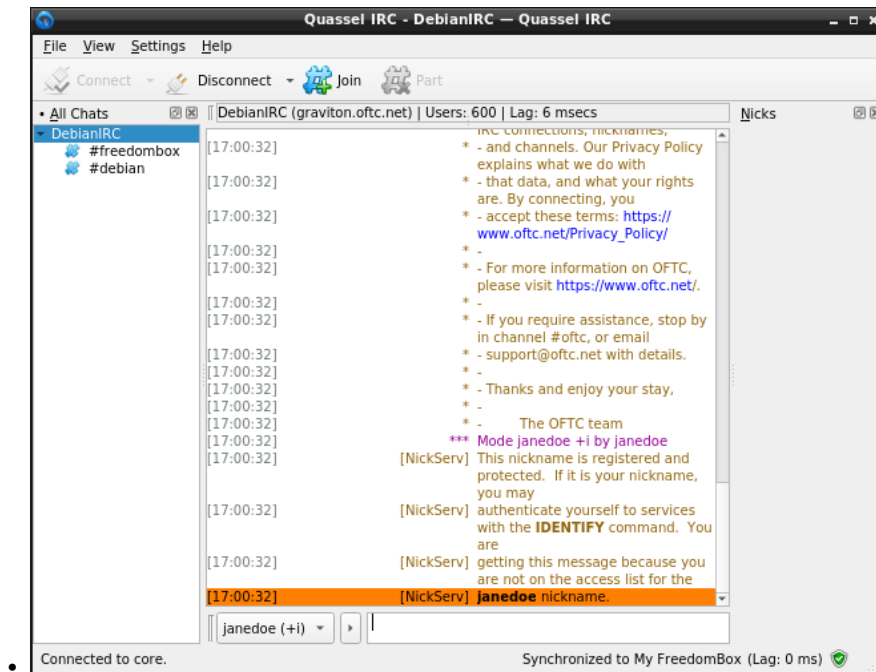 Quassel IRC - DebianIRC — Quassel IRC
File View Settings Help
Connect Disconnect Join Part
• All Chats
DebianIRC
#freedombox
#debian
DebianIRC (graviton.oftc.net) | Users: 600 | Lag: 6 msecs
Nicks
IRC connections, nicknames,
[17:00:32] * - and channels. Our Privacy Policy
explains what we do with
[17:00:32] * - that data, and what your rights
are. By connecting, you
[17:00:32] * - accept these terms: https://
www.oftc.net/Privacy_Policy/
[17:00:32] * -
[17:00:32] * - For more information on OFTC,
please visit https://www.oftc.net/.
[17:00:32] * -
[17:00:32] * - If you require assistance, stop by
in channel #oftc, or email
[17:00:32] * - support@oftc.net with details.
[17:00:32] * -
[17:00:32] * - Thanks and enjoy your stay,
[17:00:32] * -
[17:00:32] * - The OFTC team
[17:00:32] *** Mode janedoe +i by janedoe
[17:00:32] [NickServ] This nickname is registered and
protected. If it is your nickname,
you may
[17:00:32] [NickServ] authenticate yourself to services
with the IDENTIFY command. You
are
[17:00:32] [NickServ] getting this message because you
are not on the access list for the
[17:00:32] [NickServ] janedoe nickname.
janedoe (+i)
Connected to core.
Synchronized to My FreedomBox (Lag: 0 ms)